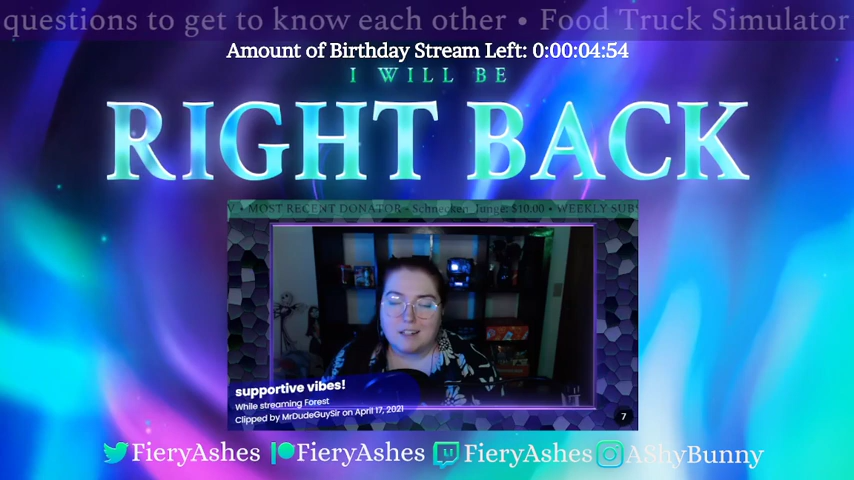 questions to get to know each other • Food Truck Simulator
Amount of Birthday Stream Left: 0:00:04:54
I WILL BE
RIGHT BACK
V • MOST RECENT DONATOR - Schnecken_Junge: $10.00 • WEEKLY SUB
supportive vibes!
While streaming Forest
Clipped by MrDudeGuySir on April 17, 2021
7
FieryAshes FieryAshes FieryAshes AShyBunny